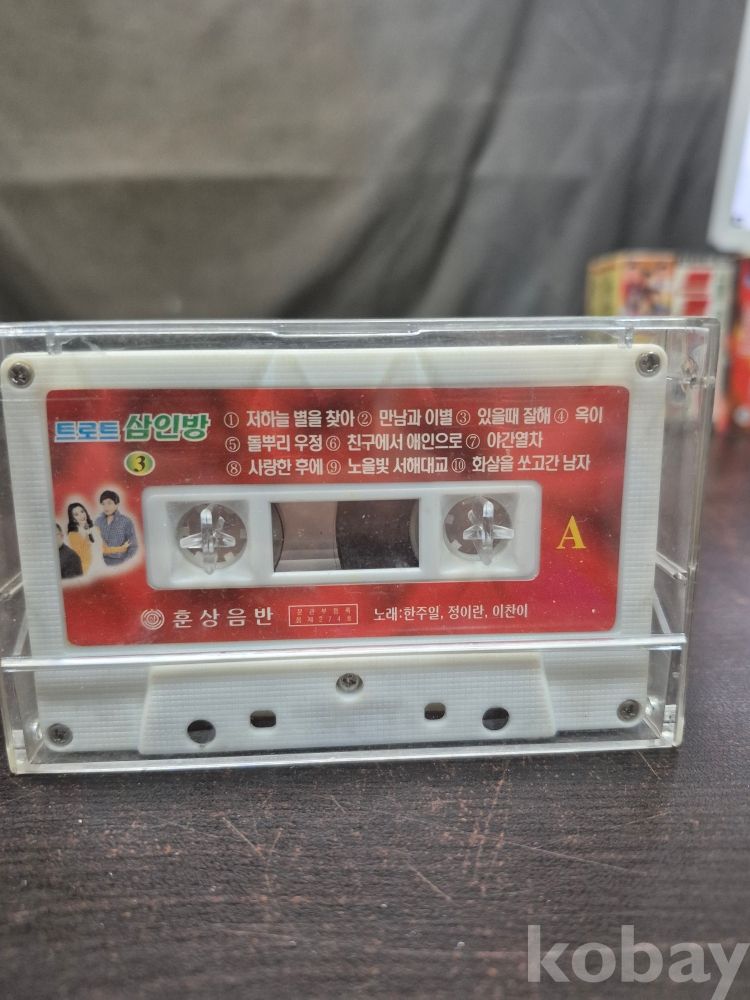 트로트 삼인방
3
① 저하늘 별을 찾아 ② 만남과 이별 ③ 있을때 잘해 ④ 옥이
⑤ 돌뿌리 우정 ⑥ 친구에서 애인으로 ⑦ 야간열차
⑧ 사랑한 후에 ⑨ 노을빛 서해대교 ⑩ 화살을 쏘고간 남자
A
훈상음반
노래:한주일, 정이란, 이찬이
kobay